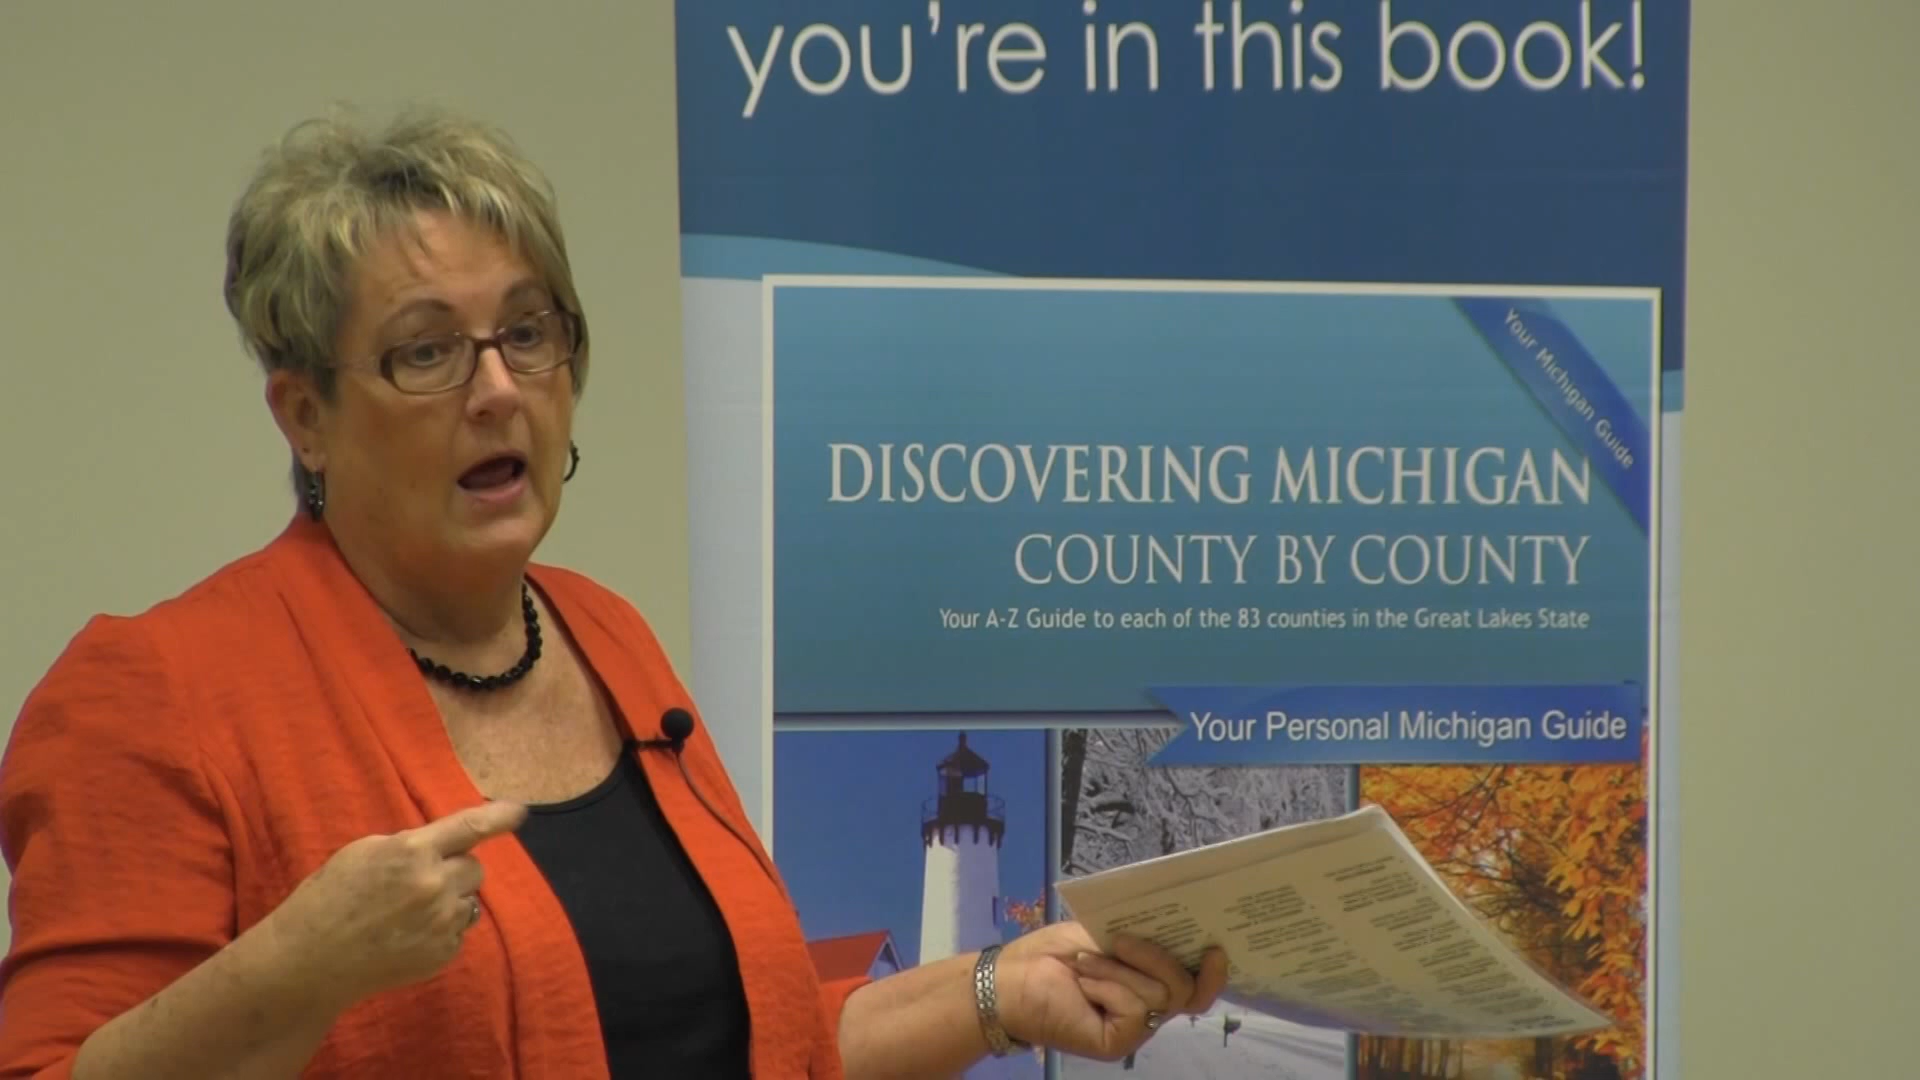 you're in this book!
Your Michigan Guide
DISCOVERING MICHIGAN
COUNTY BY COUNTY
Your A-Z Guide to each of the 83 counties in the Great Lakes State
Your Personal Michigan Guide